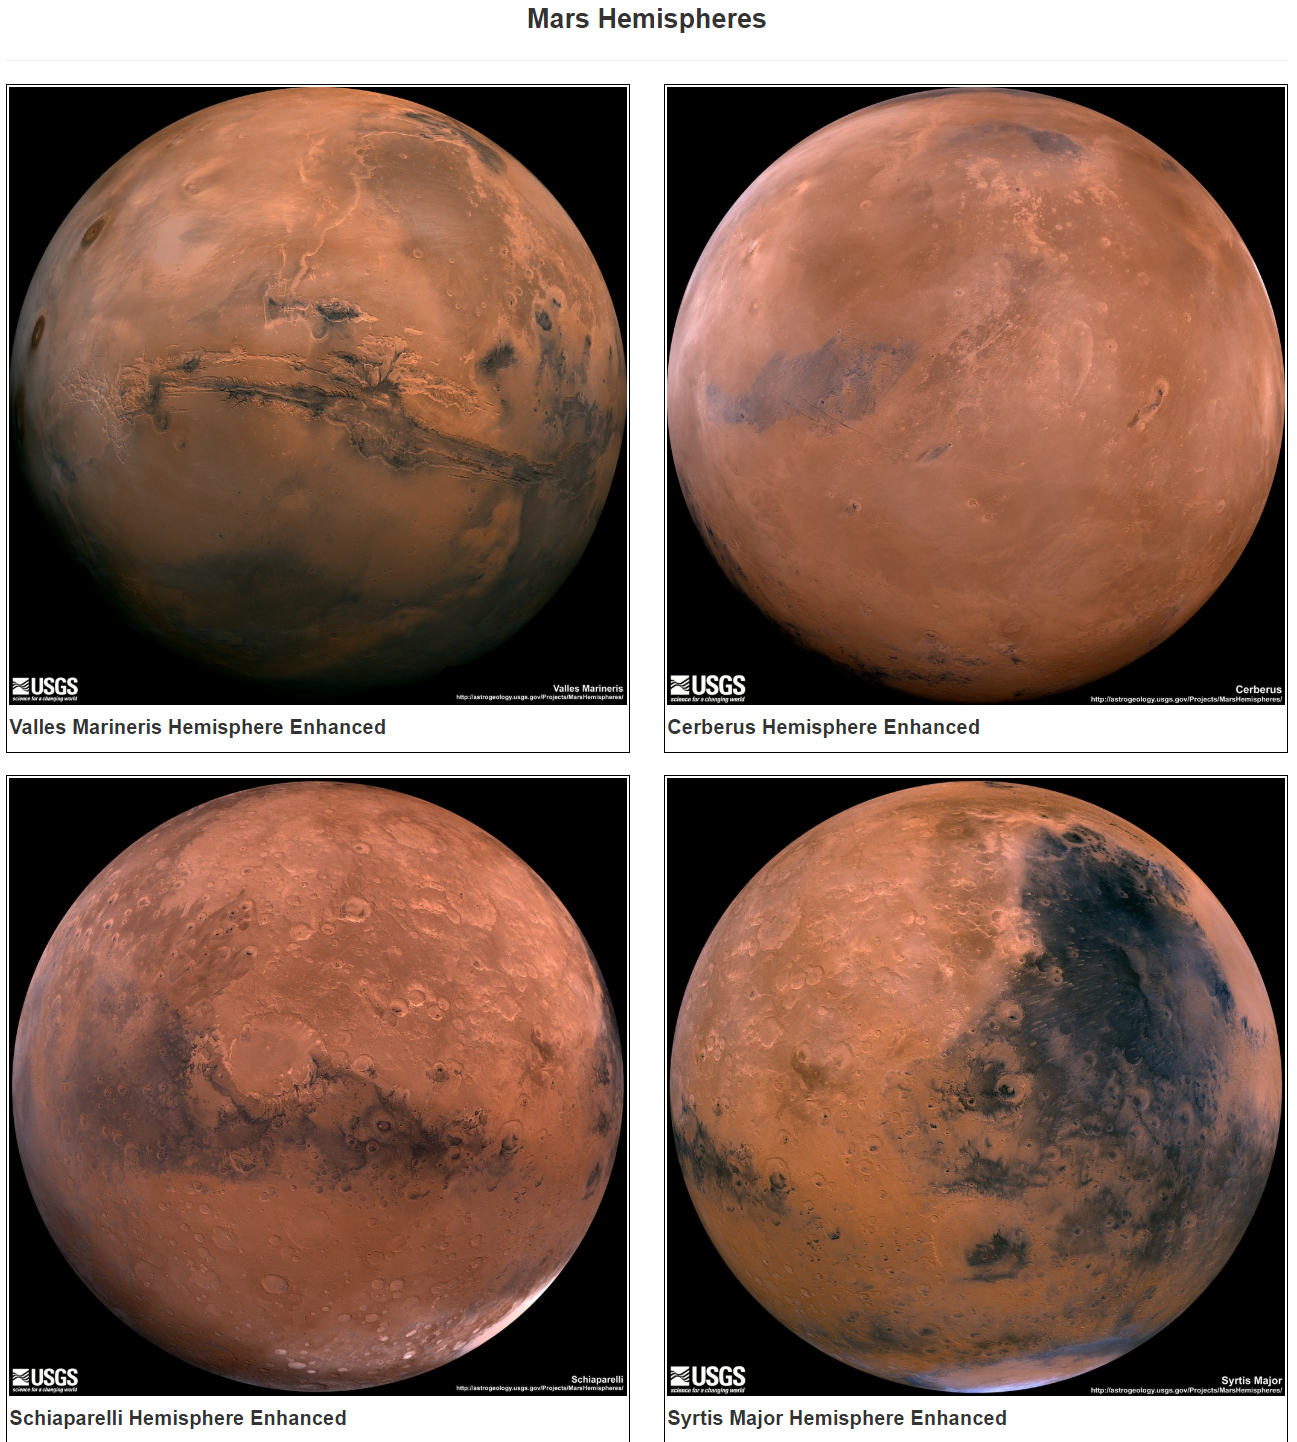 Mars Hemispheres
USGS
science for a changing world
Valles Marineris
http://astrogeology.usgs.gov/Projects/MarsHemispheres/
Valles Marineris Hemisphere Enhanced
USGS
science for a changing world
Cerberus
http://astrogeology.usgs.gov/Projects/MarsHemispheres/
Cerberus Hemisphere Enhanced
USGS
science for a changing world
Schiaparelli
http://astrogeology.usgs.gov/Projects/MarsHemispheres/
Schiaparelli Hemisphere Enhanced
USGS
science for a changing world
Syrtis Major
http://astrogeology.usgs.gov/Projects/MarsHemispheres/
Syrtis Major Hemisphere Enhanced